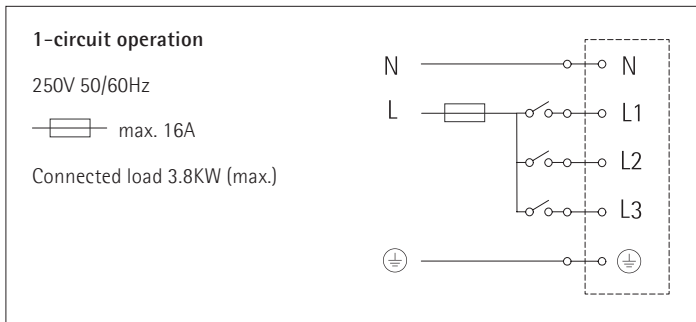 1-circuit operation
250V 50/60Hz
max. 16A
Connected load 3.8KW (max.)
N N
L L1
L2
L3